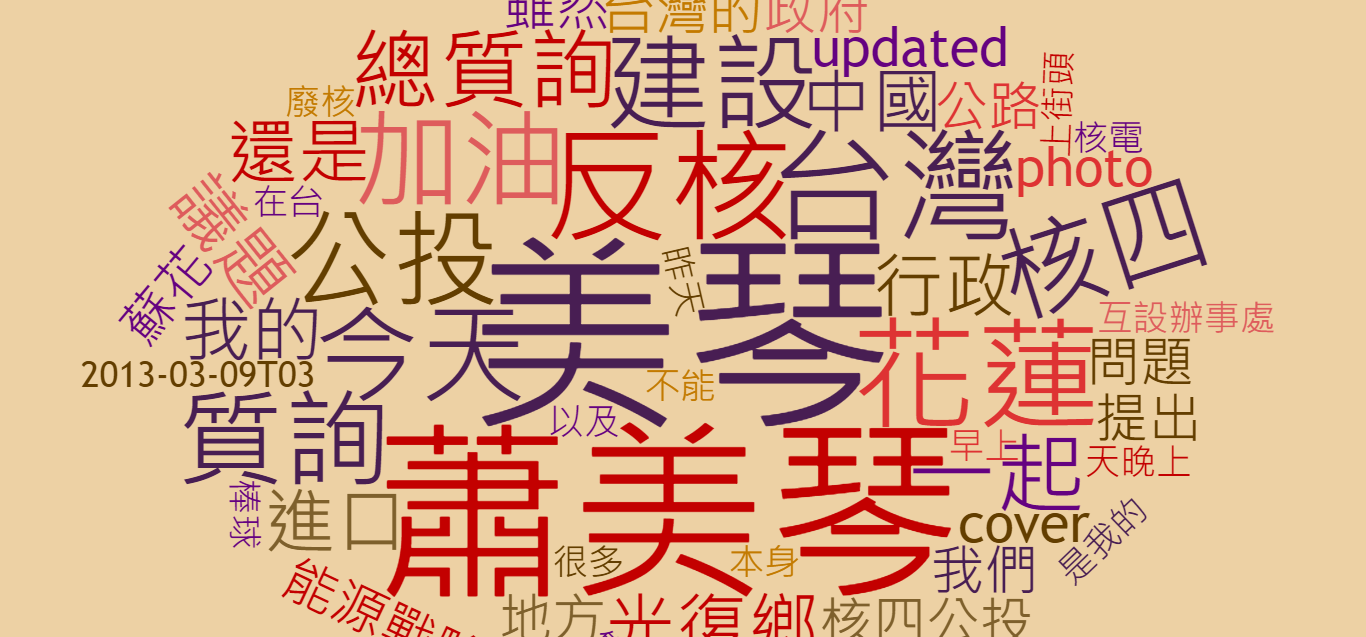 雖然
台灣的
政府
總質詢
建設
updated
廢核
中國
公路
上街頭
還是
加油
反核
台灣
核電
photo
議題
在台
公投
美琴
昨天
行政
核四
蘇花
我的
今天
花蓮
互設辦事處
2013-03-09T03
不能
問題
質詢
以及
提出
蕭美琴
早上
一起
天晚上
棒球
進口
很多
本身
cover
我們
是我的
地方
光復鄉
核四公投